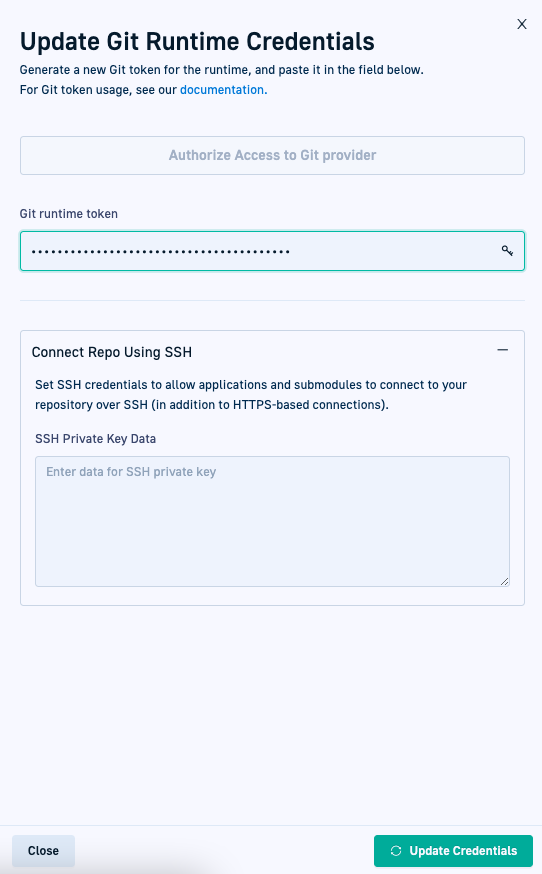 Update Git Runtime Credentials
Generate a new Git token for the runtime, and paste it in the field below.
For Git token usage, see our documentation.
Authorize Access to Git provider
Git runtime token
Connect Repo Using SSH
Set SSH credentials to allow applications and submodules to connect to your
repository over SSH (in addition to HTTPS-based connections).
SSH Private Key Data
Enter data for SSH private key
Close
Update Credentials